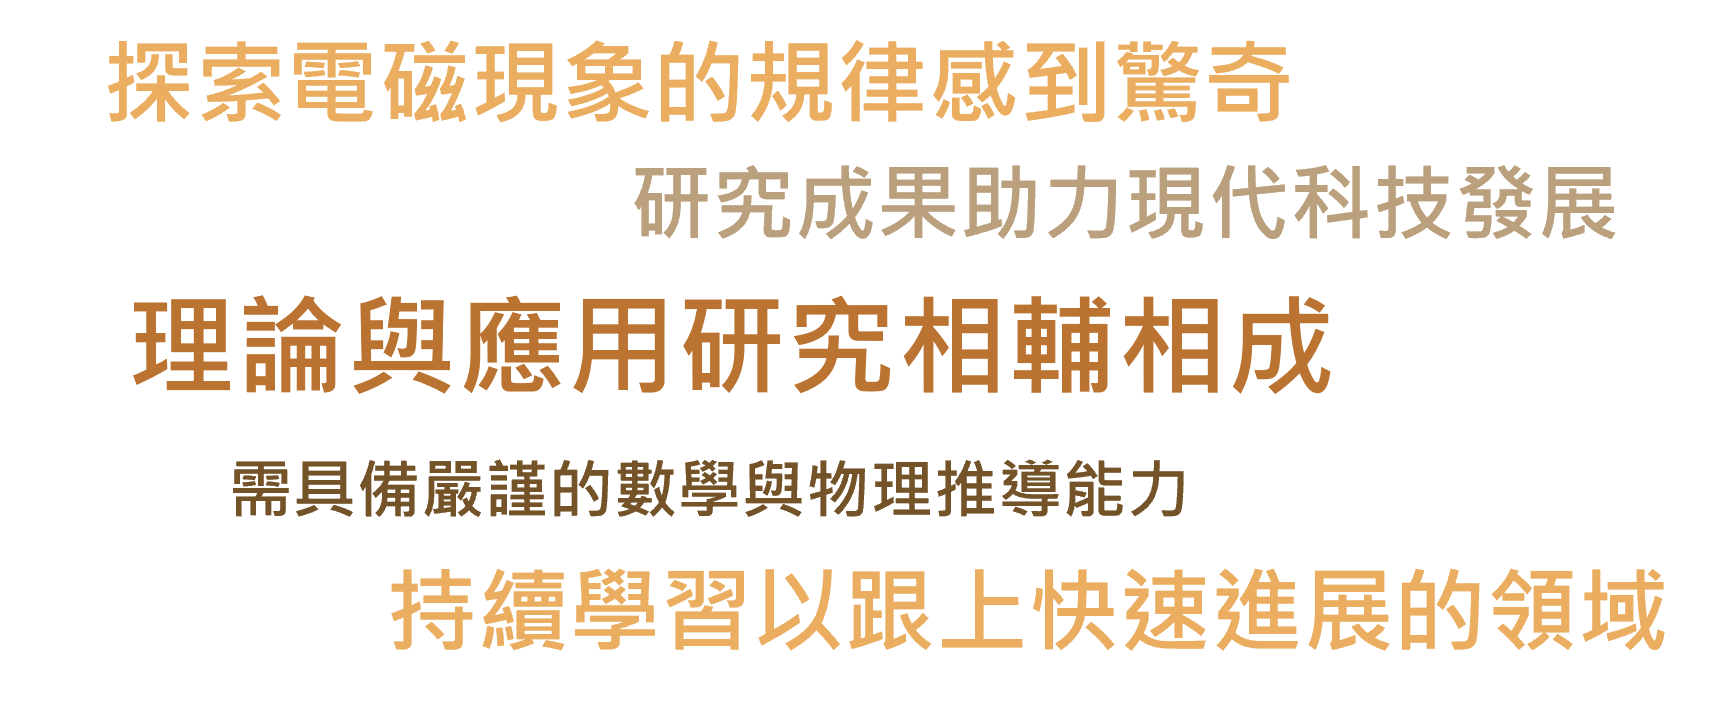 探索電磁現象的規律感到驚奇
研究成果助力現代科技發展
理論與應用研究相輔相成
需具備嚴謹的數學與物理推導能力
持續學習以跟上快速進展的領域